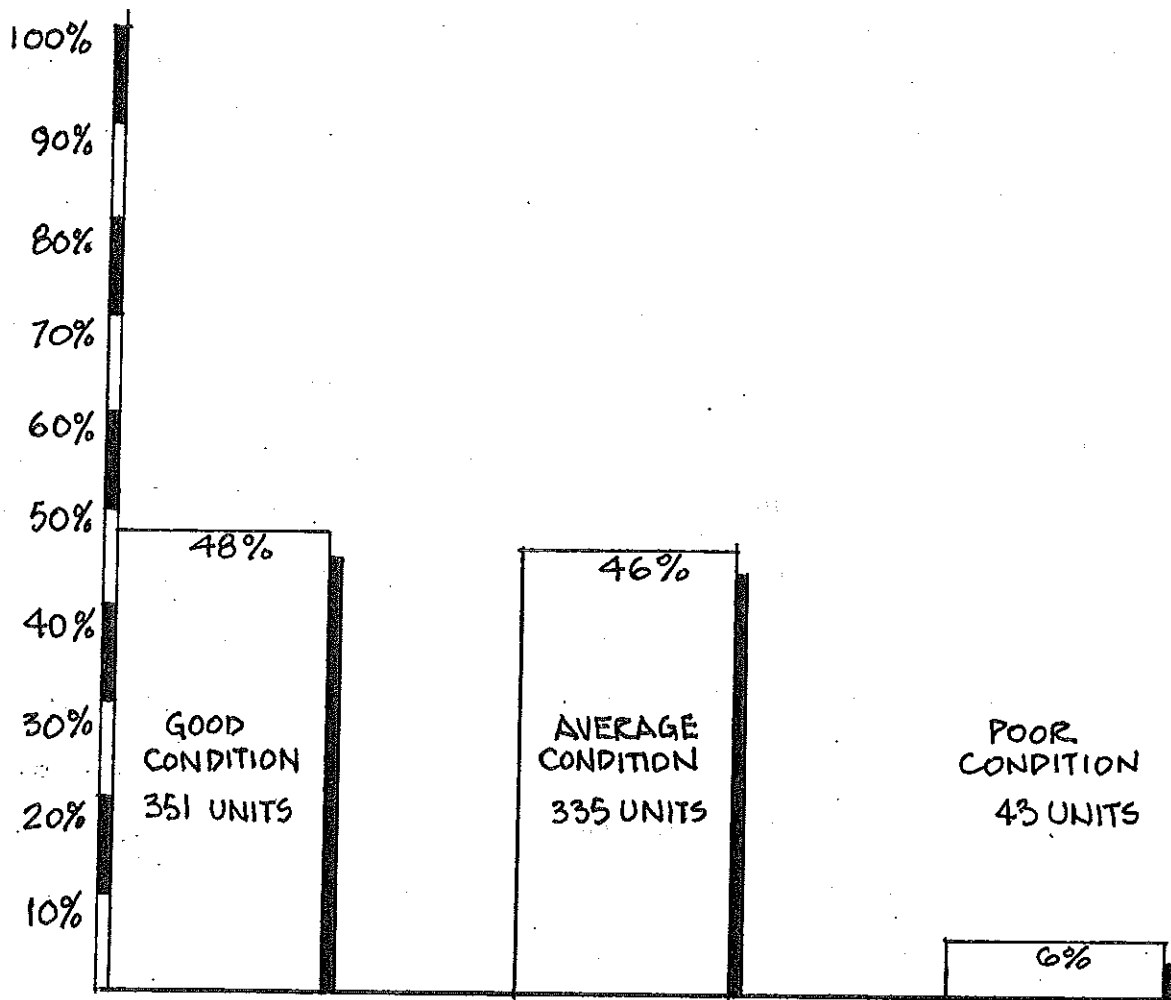 100%
90%
80%
70%
60%
50%
40%
30%
20%
10%
48%
GOOD
CONDITION
351 UNITS
46%
AVERAGE
CONDITION
335 UNITS
POOR
CONDITION
43 UNITS
6%